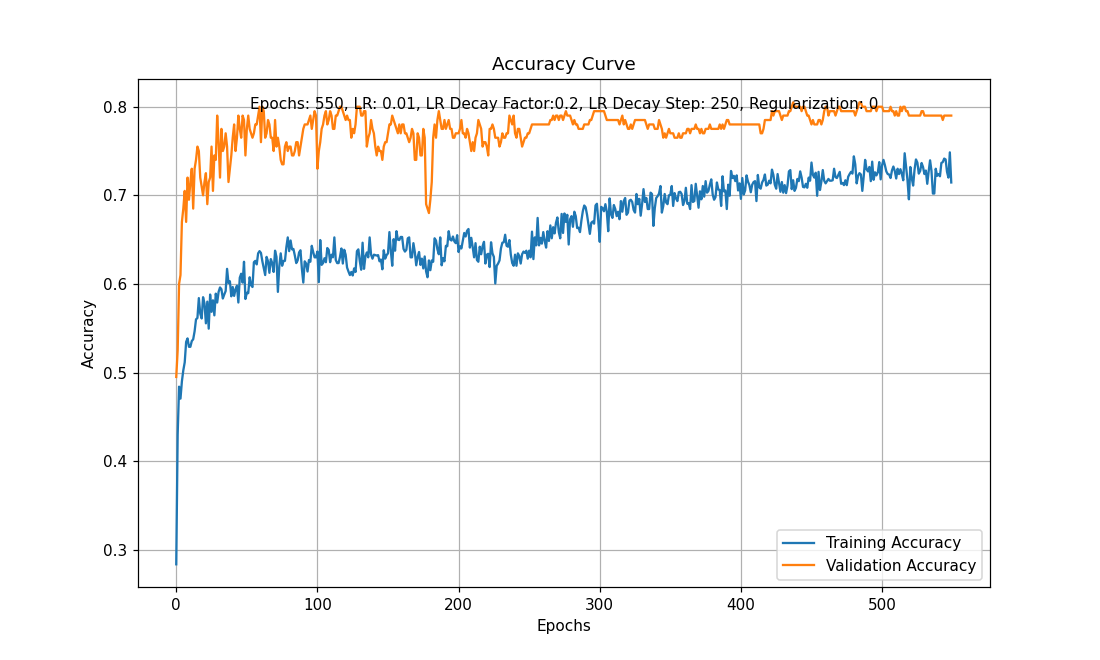 Accuracy Curve
Epochs: 550, LR: 0.01, LR Decay Factor:0.2, LR Decay Step: 250, Regularization: 0
0.8
0.7
0.6
0.5
0.4
0.3
Accuracy
Training Accuracy
Validation Accuracy
0 100 200 300 400 500
Epochs